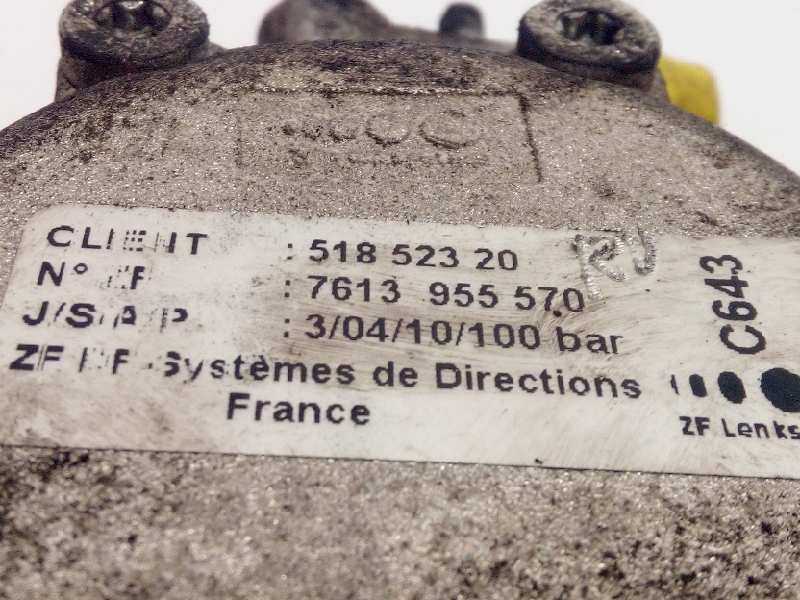 CLIENT : 518 523 20
N° : 7613 955 570
J/S/A/P : 3/04/10/100 bar
ZF Systèmes de Directions
France
C643
ZF Lenks